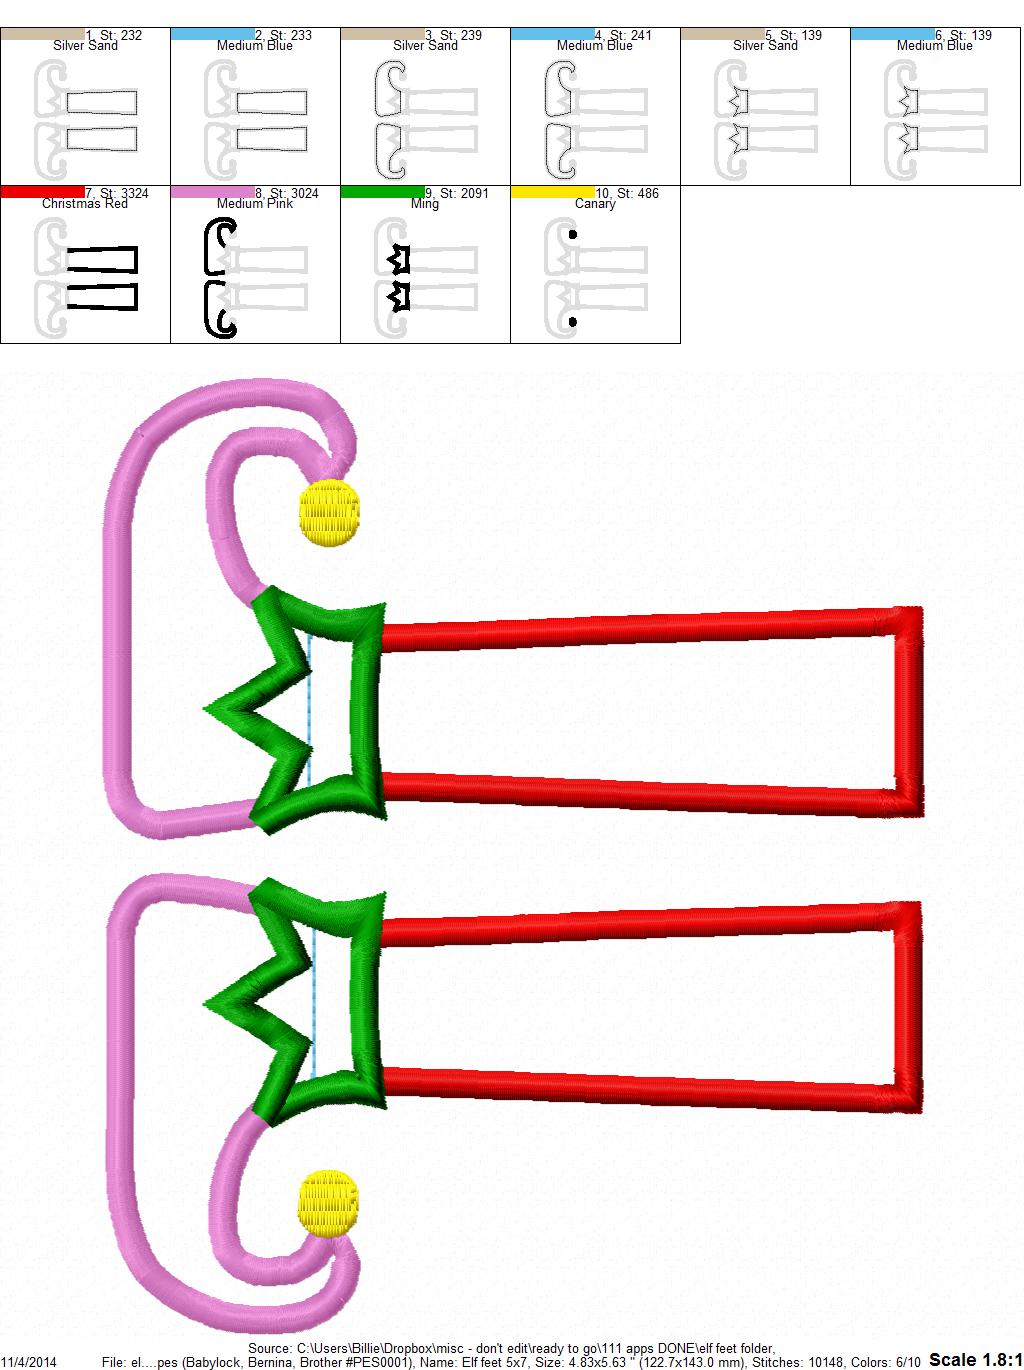 1, St: 232
Silver Sand
2, St: 233
Medium Blue
3, St: 239
Silver Sand
4, St: 241
Medium Blue
5, St: 139
Silver Sand
6, St: 139
Medium Blue
7, St: 3324
Christmas Red
8, St: 3024
Medium Pink
9, St: 2091
Ming
10, St: 486
Canary
Source: C:\Users\Billie\Dropbox\misc - don't edit\ready to go\111 apps DONE\elf feet folder,
11/4/2014 File: el....pes (Babylock, Bernina, Brother #PES0001), Name: Elf feet 5x7, Size: 4.83x5.63 " (122.7x143.0 mm), Stitches: 10148, Colors: 6/10 Scale 1.8:1